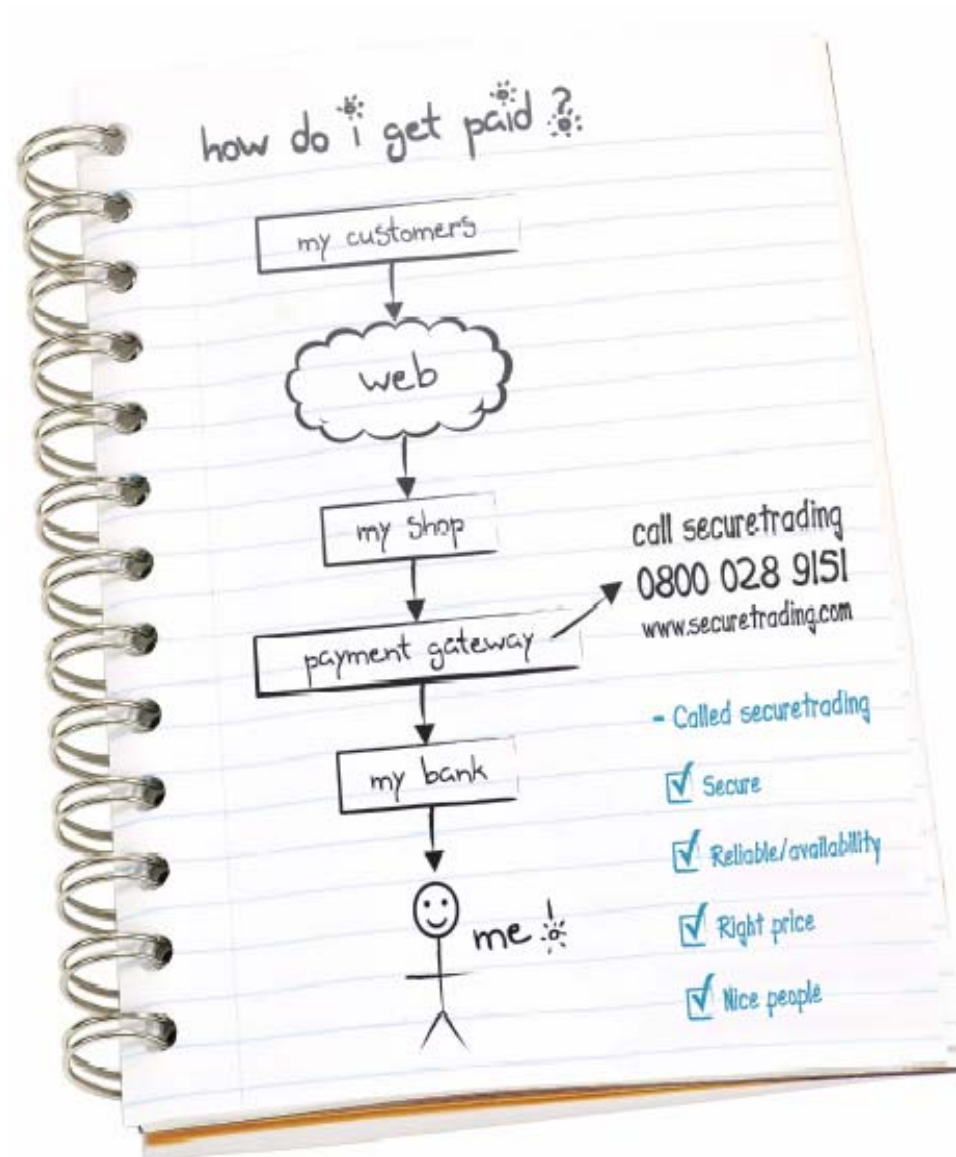 how do i get paid?
my customers
web
my shop
call securetrading
0800 028 9151
www.securetrading.com
payment gateway
- Called securetrading
my bank
Secure
Reliable/availability
Right price
me!
Nice people